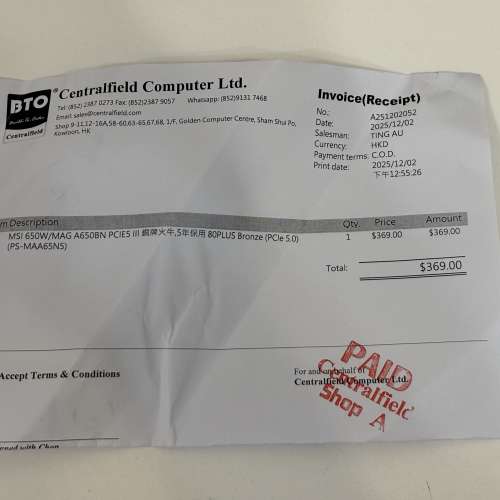 BTO
Centralfield
®Centralfield Computer Ltd.
Tel: (852) 2387 0273 Fax: (852)2387 9057 Whatsapp: (852)9131 7468
Email: sales@centralfield.com
Shop 9-11,12-16A,58-60,63-65,67,68, 1/F, Golden Computer Centre, Sham Shui Po,
Kowloon, HK
Invoice(Receipt)
No.: A251202052
Date: 2025/12/02
Salesman: TING AU
Currency: HKD
Payment terms: C.O.D.
Print date: 2025/12/02
下午12:55:26
m Description Qty. Price Amount
MSI 650W/MAG A650BN PCIE5 III 銅牌火牛,5年保用 80PLUS Bronze (PCIe 5.0) 1 $369.00 $369.00
(PS-MAA65N5)
Total: $369.00
Accept Terms & Conditions
For and on behalf of
Centralfield Computer Ltd.
PAID
Centralfield
Shop A